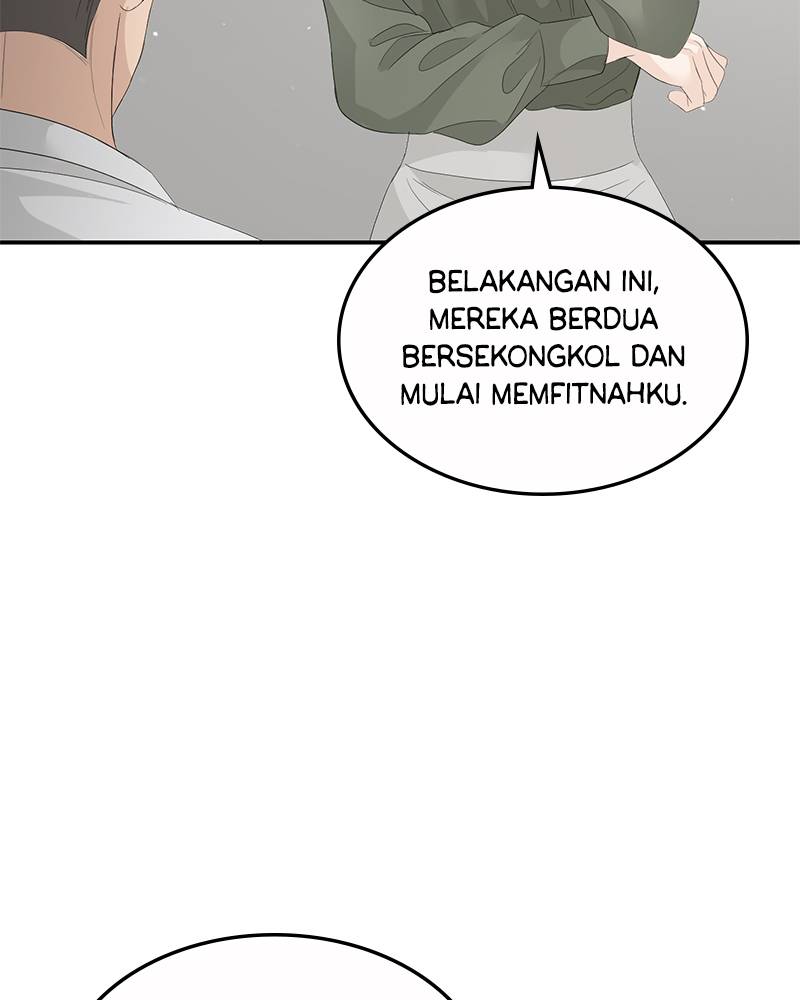 BELAKANGAN INI,
MEREKA BERDUA
BERSEKONGKOL DAN
MULAI MEMFITNAHKU.